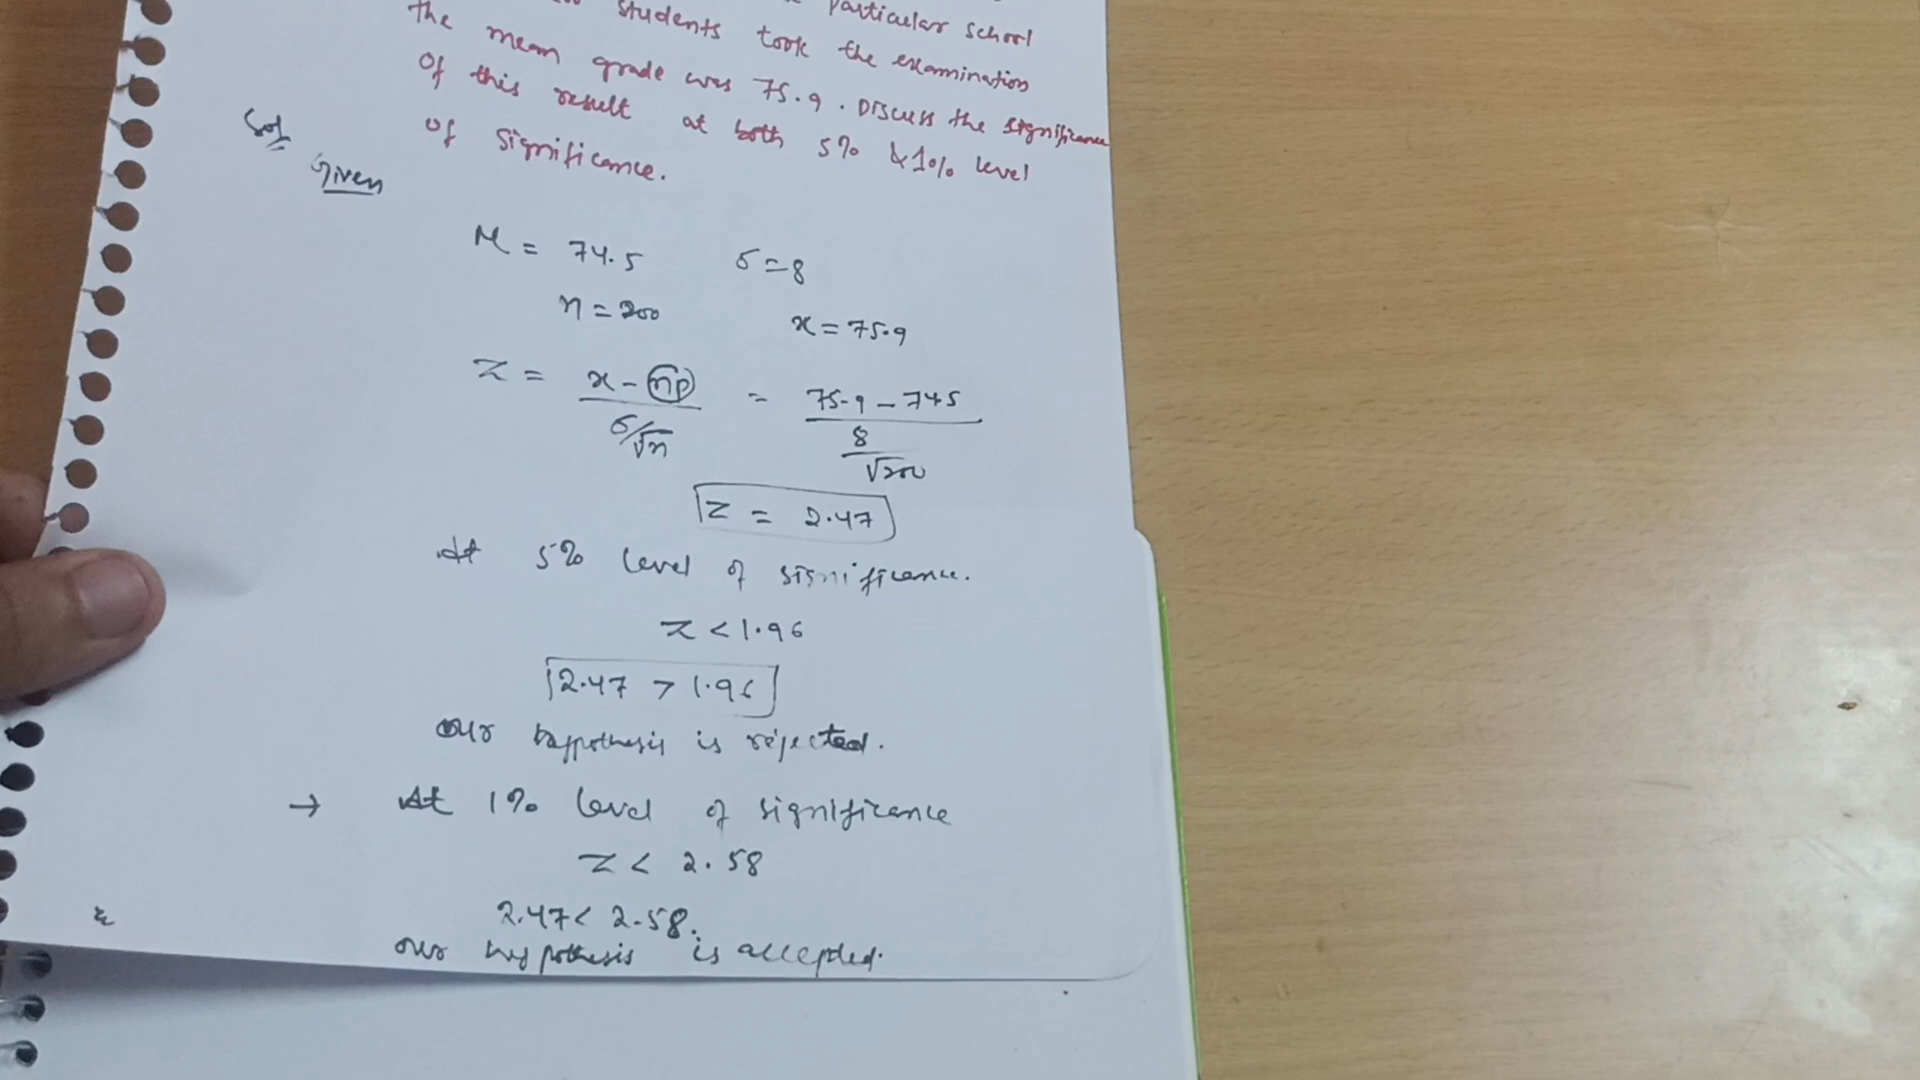 students took the examination
particular school
the mean grade was 75.9. Discuss the significance
of this result at both 5% & 1% level
of significance.
Sol
Given
M = 74.5 σ = 8
n = 200 x = 75.9
Z = x - np / σ/√n = 75.9 - 74.5 / 8/√200
Z = 2.47
At 5% level of significance.
Z < 1.96
2.47 > 1.96
our hypothesis is rejected.
→ At 1% level of significance
Z < 2.58
2.47 < 2.58.
our hypothesis is accepted.